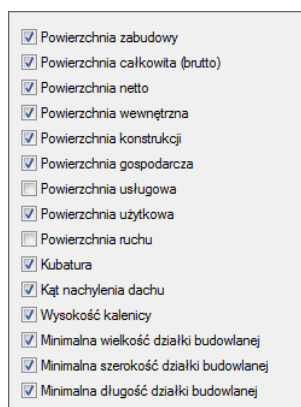 Powierzchnia zabudowy
Powierzchnia całkowita (brutto)
Powierzchnia netto
Powierzchnia wewnętrzna
Powierzchnia konstrukcji
Powierzchnia gospodarcza
Powierzchnia usługowa
Powierzchnia użytkowa
Powierzchnia ruchu
Kubatura
Kąt nachylenia dachu
Wysokość kalenicy
Minimalna wielkość działki budowlanej
Minimalna szerokość działki budowlanej
Minimalna długość działki budowlanej